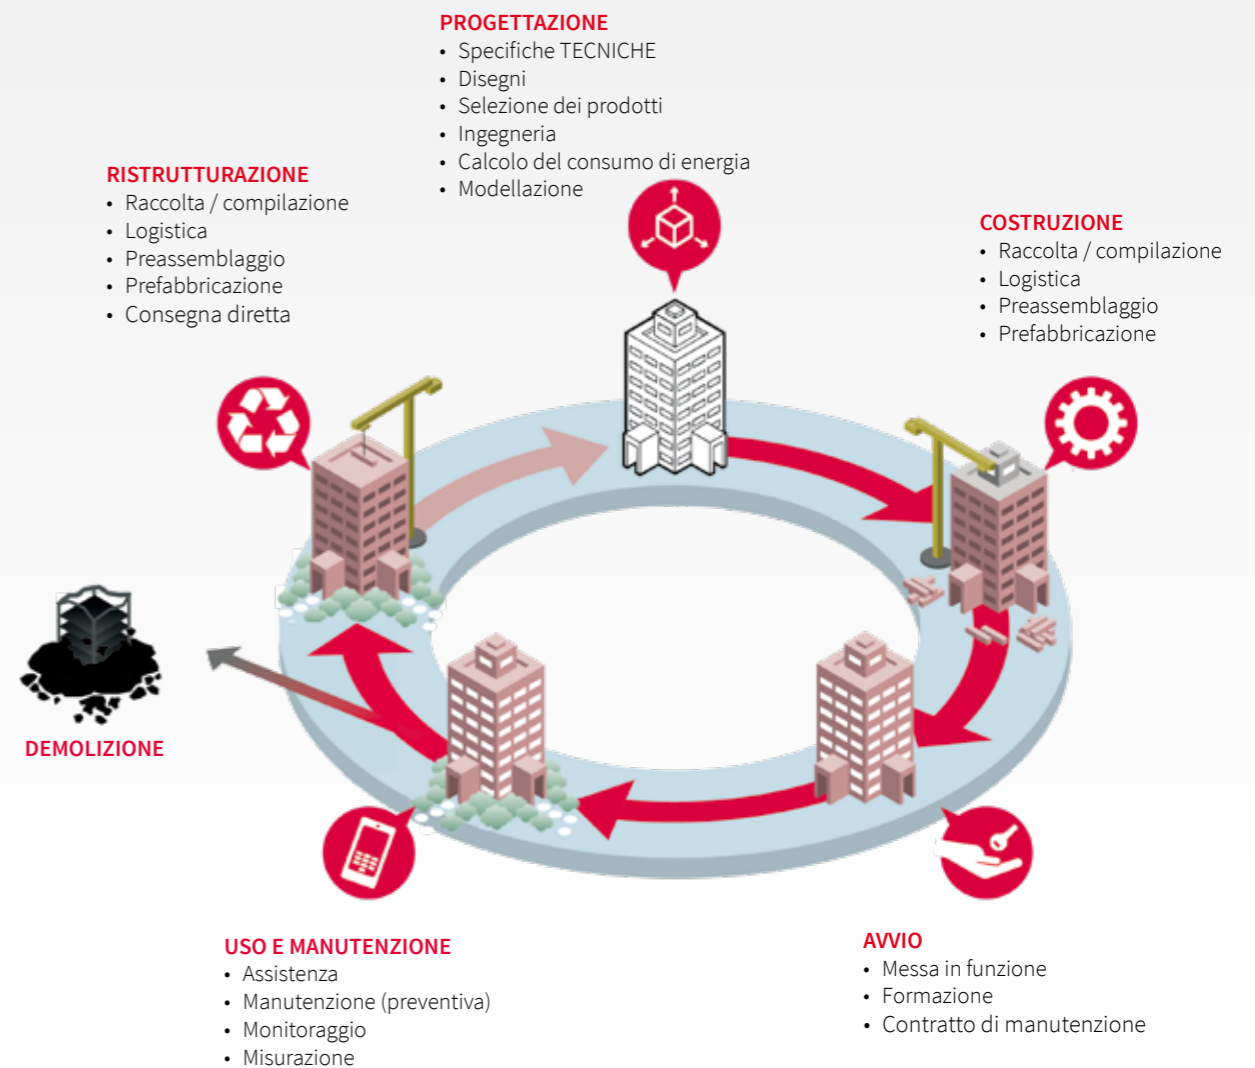 PROGETTAZIONE
• Specifiche TECNICHE
• Disegni
• Selezione dei prodotti
• Ingegneria
• Calcolo del consumo di energia
• Modellazione
RISTRUTTURAZIONE
• Raccolta / compilazione
• Logistica
• Preassemblaggio
• Prefabbricazione
• Consegna diretta
COSTRUZIONE
• Raccolta / compilazione
• Logistica
• Preassemblaggio
• Prefabbricazione
DEMOLIZIONE
USO E MANUTENZIONE
• Assistenza
• Manutenzione (preventiva)
• Monitoraggio
• Misurazione
AVVIO
• Messa in funzione
• Formazione
• Contratto di manutenzione